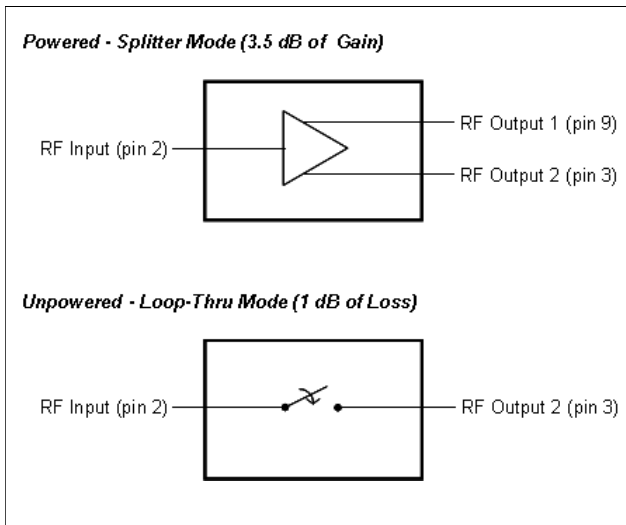 Powered - Splitter Mode (3.5 dB of Gain)
RF Output 1 (pin 9)
RF Input (pin 2)
RF Output 2 (pin 3)
Unpowered - Loop-Thru Mode (1 dB of Loss)
RF Input (pin 2)
RF Output 2 (pin 3)